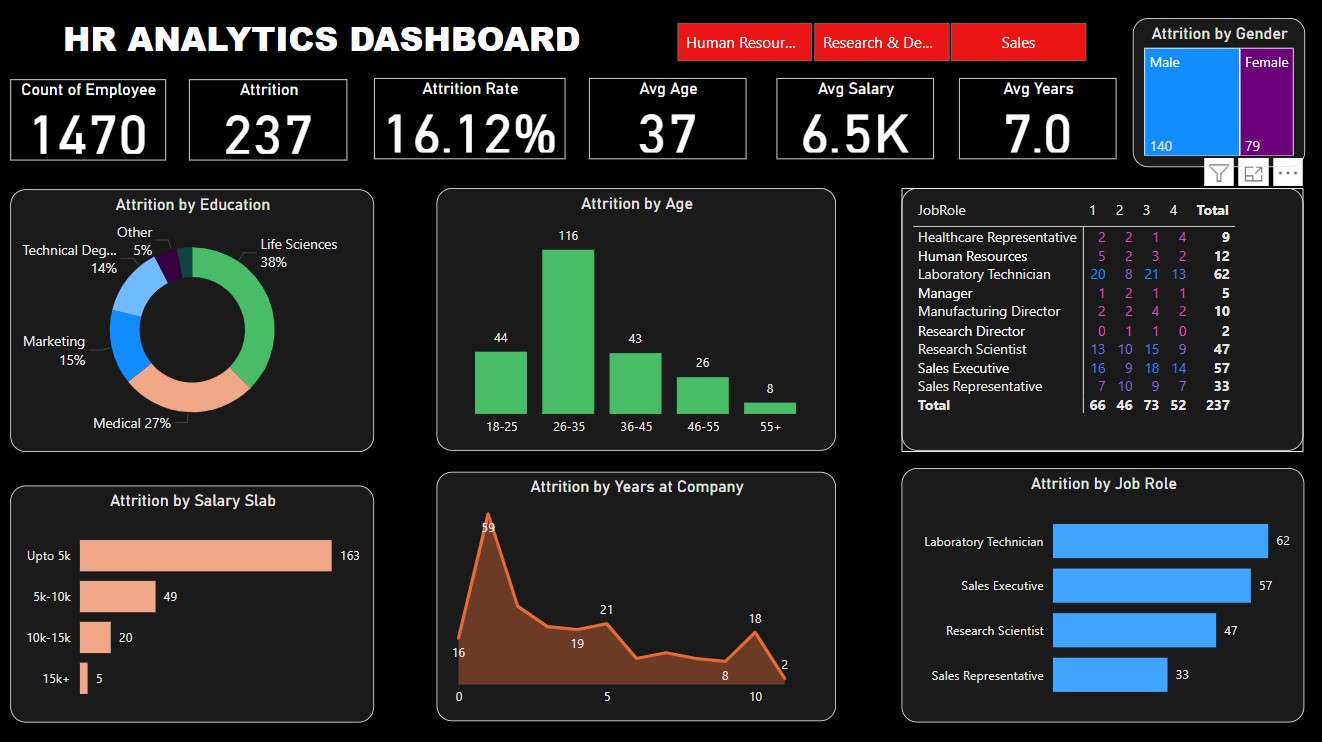 HR ANALYTICS DASHBOARD
Human Resour...
Research & De...
Sales
Attrition by Gender
Male
Female
140
79
Count of Employee
1470
Attrition
237
Attrition Rate
16.12%
Avg Age
37
Avg Salary
6.5K
Avg Years
7.0
Attrition by Education
Other
5%
Technical Deg...
14%
Life Sciences
38%
Marketing
15%
Medical 27%
Attrition by Age
116
44
43
26
8
18-25 26-35 36-45 46-55 55+
JobRole 1 2 3 4 Total
Healthcare Representative 2 2 1 4 9
Human Resources 5 2 3 2 12
Laboratory Technician 20 8 21 13 62
Manager 1 2 1 1 5
Manufacturing Director 2 2 4 2 10
Research Director 0 1 1 0 2
Research Scientist 13 10 15 9 47
Sales Executive 16 9 18 14 57
Sales Representative 7 10 9 7 33
Total 66 46 73 52 237
Attrition by Salary Slab
Upto 5k 163
5k-10k 49
10k-15k 20
15k+ 5
Attrition by Years at Company
59
16
19
21
8
18
2
0 5 10
Attrition by Job Role
Laboratory Technician 62
Sales Executive 57
Research Scientist 47
Sales Representative 33